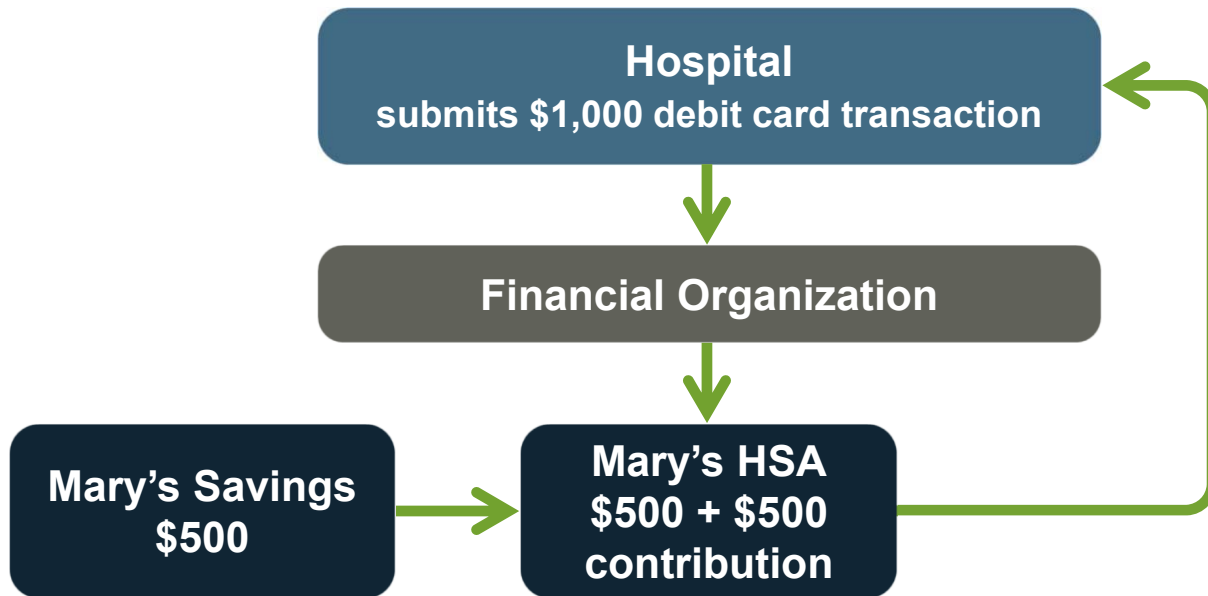 Hospital
submits $1,000 debit card transaction
Financial Organization
Mary’s Savings
$500
Mary’s HSA
$500 + $500
contribution